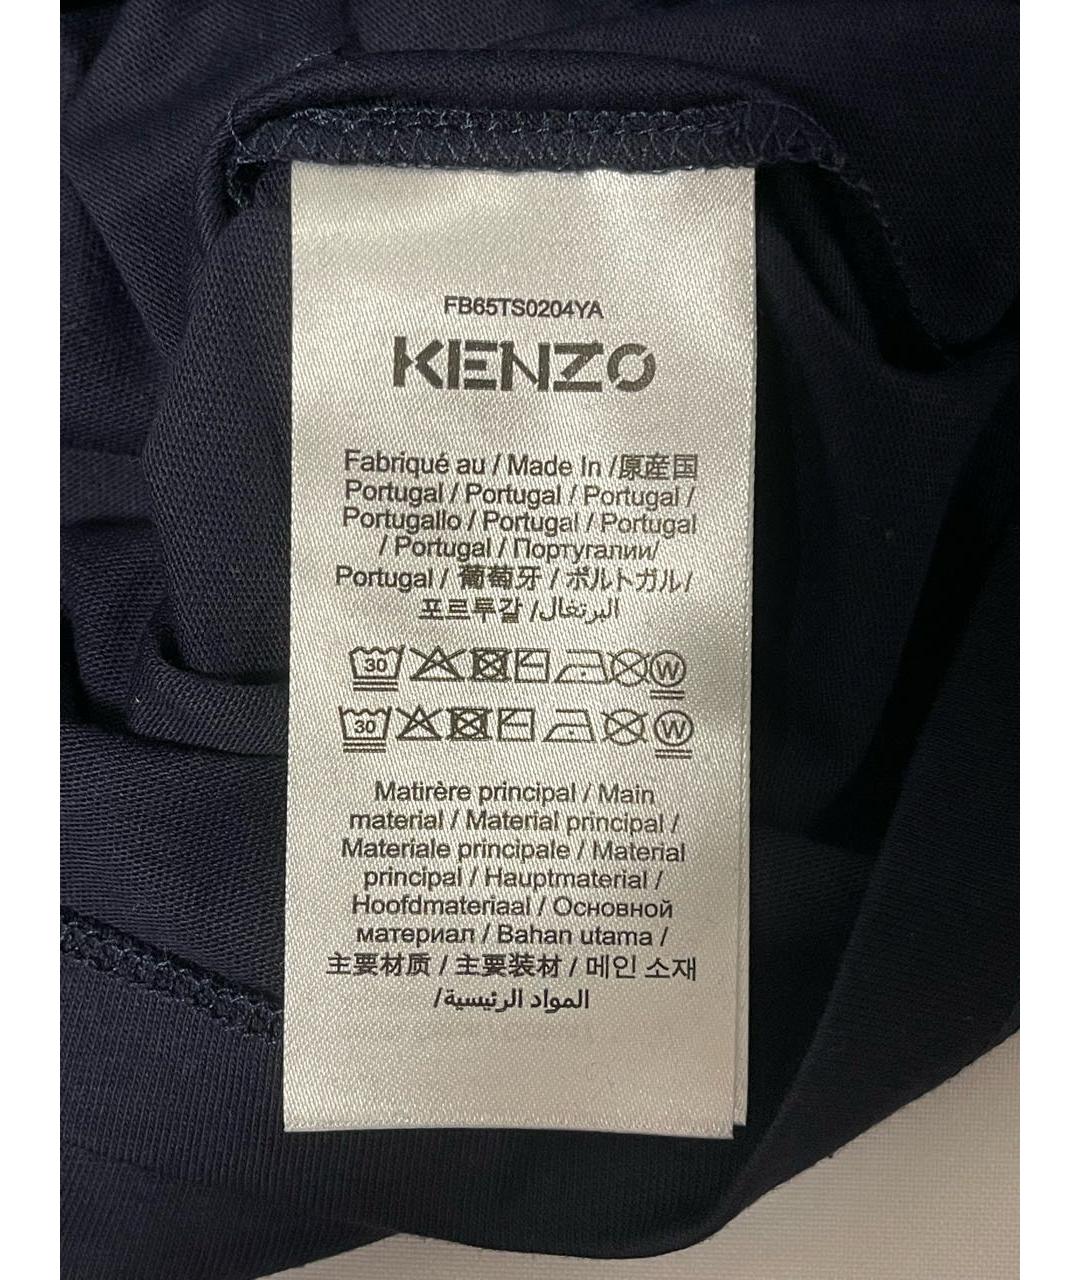 FB65TS0204YA
KENZO
Fabriqué au / Made In /原産国
Portugal / Portugal / Portugal /
Portugallo / Portugal / Portugal
/ Portugal / Португалии/
Portugal / 葡萄牙 / ポルトガル/
포르투갈 /البرتغال
30 W
30 W
Matirère principal / Main
material / Material principal /
Materiale principale / Material
principal / Hauptmaterial /
Hoofdmateriaal / Основной
материал / Bahan utama /
主要材质 / 主要装材 / 메인 소재
/المواد الرئيسية